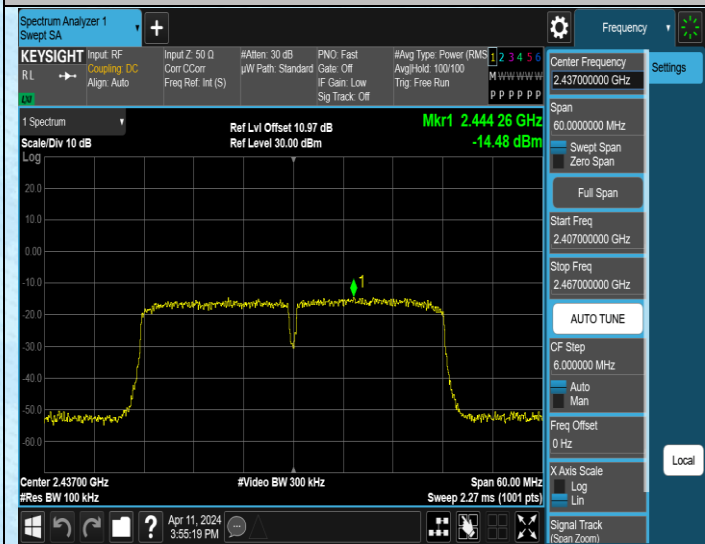 Spectrum Analyzer 1
Swept SA
+
Frequency
KEYSIGHT
RL
LXI
Input: RF
Coupling: DC
Align: Auto
Input Z: 50 Ω
Corr CCorr
Freq Ref: Int (S)
#Atten: 30 dB
µW Path: Standard
PNO: Fast
Gate: Off
IF Gain: Low
Sig Track: Off
#Avg Type: Power (RMS
Avg|Hold: 100/100
Trig: Free Run
1 2 3 4 5 6
M W W W W W
P P P P P P
1 Spectrum
Scale/Div 10 dB
Log
Ref Lvl Offset 10.97 dB
Ref Level 30.00 dBm
Mkr1 2.444 26 GHz
-14.48 dBm
20.0
10.0
0.00
-10.0
-20.0
-30.0
-40.0
-50.0
-60.0
1
Center 2.43700 GHz
#Res BW 100 kHz
#Video BW 300 kHz
Span 60.00 MHz
Sweep 2.27 ms (1001 pts)
Apr 11, 2024
3:55:19 PM
?
Center Frequency
2.437000000 GHz
Span
60.0000000 MHz
Swept Span
Zero Span
Full Span
Start Freq
2.407000000 GHz
Stop Freq
2.467000000 GHz
AUTO TUNE
CF Step
6.000000 MHz
Auto
Man
Freq Offset
0 Hz
X Axis Scale
Log
Lin
Signal Track
(Span Zoom)
Settings
Local